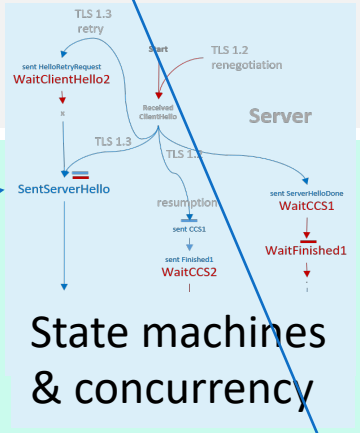 TLS 1.3
retry
Start
TLS 1.2
renegotiation
sent HelloRetryRequest
WaitClientHello2
x
Received
ClientHello
Server
TLS 1.3
TLS 1.2
SentServerHello
resumption
sent CCS1
sent ServerHelloDone
WaitCCS1
sent Finished1
WaitCCS2
WaitFinished1
State machines
& concurrency